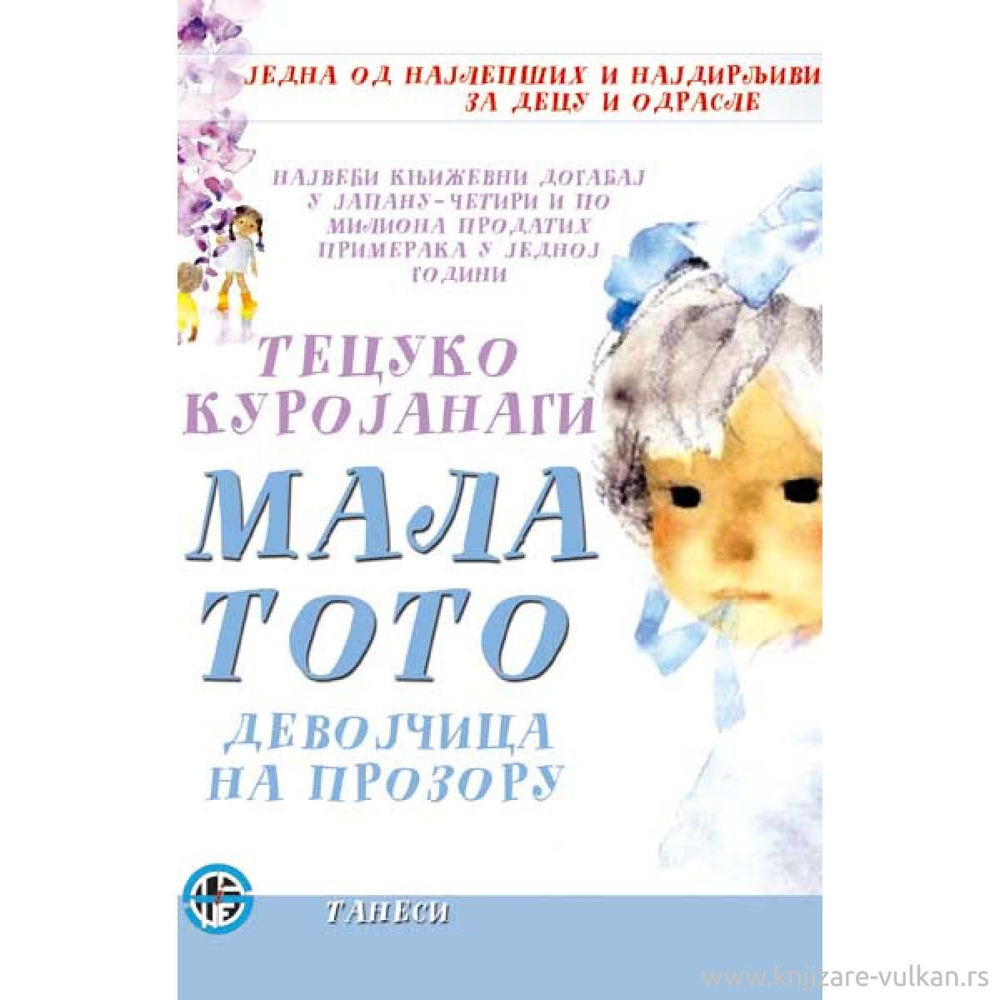 ЈЕДНА ОД НАЈЛЕПШИХ И НАЈДИРЉИВИ
ЗА ДЕЦУ И ОДРАСЛЕ
НАЈВЕЋИ КЊИЖЕВНИ ДОГАЂАЈ
У ЈАПАНУ-ЧЕТИРИ И ПО
МИЛИОНА ПРОДАТИХ
ПРИМЕРАКА У ЈЕДНОЈ
ГОДИНИ
ТЕЦУКО
КУРОЈАНАГИ
МАЛА
ТОТО
ДЕВОЈЧИЦА
НА ПРОЗОРУ
ТАНЕСИ
www.knjizare-vulkan.rs